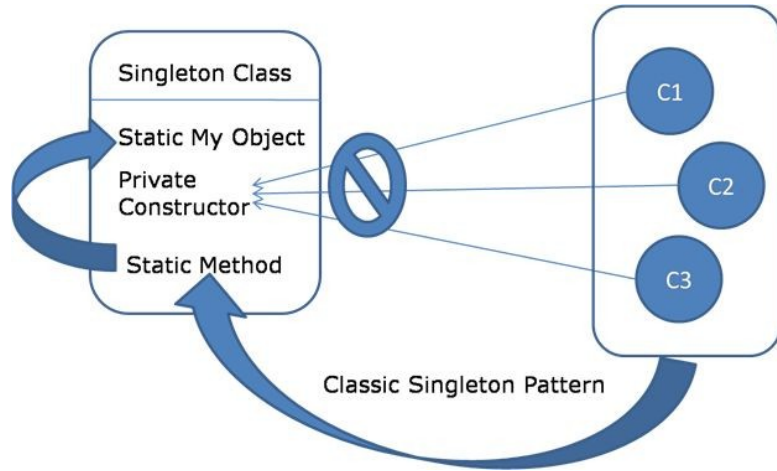 Singleton Class
Static My Object
Private
Constructor
Static Method
C1
C2
C3
Classic Singleton Pattern